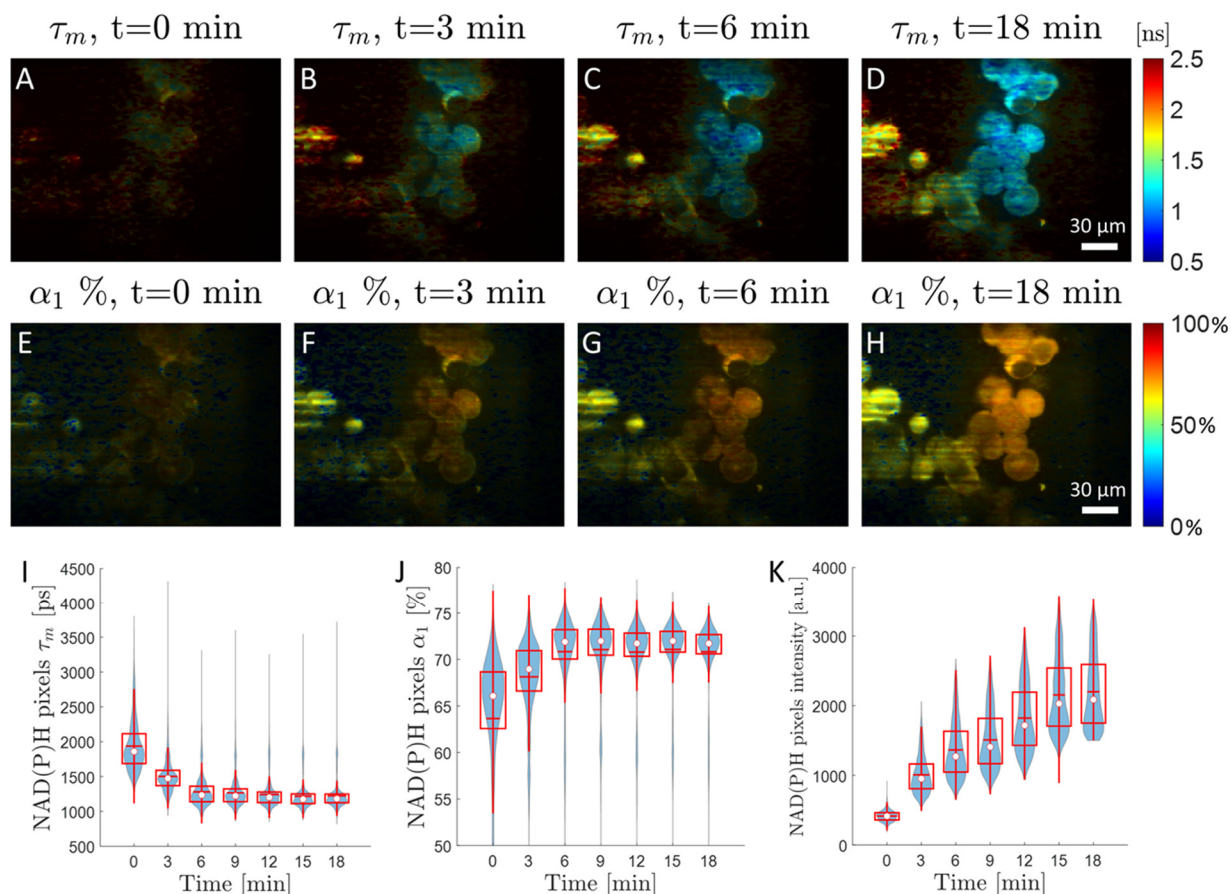 τm, t=0 min
τm, t=3 min
τm, t=6 min
τm, t=18 min
[ns]
A
B
C
D
2.5
2
1.5
1
0.5
30 µm
α1 %, t=0 min
α1 %, t=3 min
α1 %, t=6 min
α1 %, t=18 min
E
F
G
H
100%
50%
0%
30 µm
I
NAD(P)H pixels τm [ps]
4500
4000
3500
3000
2500
2000
1500
1000
500
0 3 6 9 12 15 18
Time [min]
J
NAD(P)H pixels α1 [%]
80
75
70
65
60
55
50
0 3 6 9 12 15 18
Time [min]
K
NAD(P)H pixels intensity [a.u.]
4000
3000
2000
1000
0
0 3 6 9 12 15 18
Time [min]